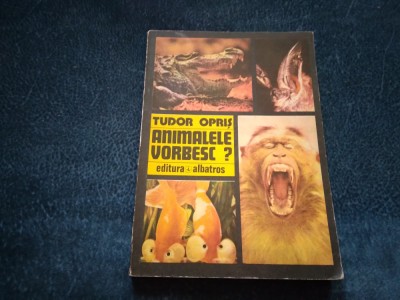 TUDOR OPRIȘ
ANIMALELE
VORBESC ?
editura • albatros